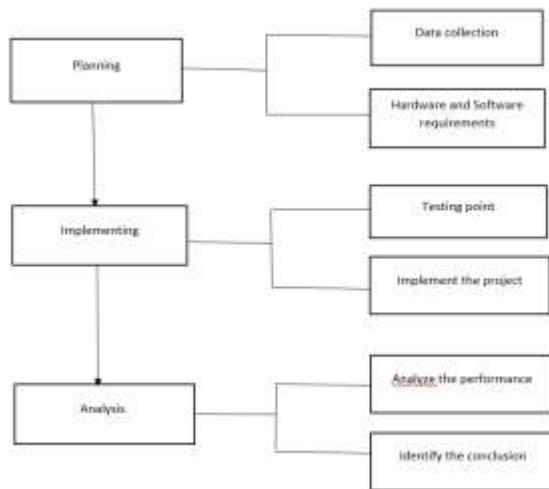 Data collection
Planning
Hardware and Software
requirements
Testing point
Implementing
Implement the project
Analyze the performance
Analysis
Identify the conclusion